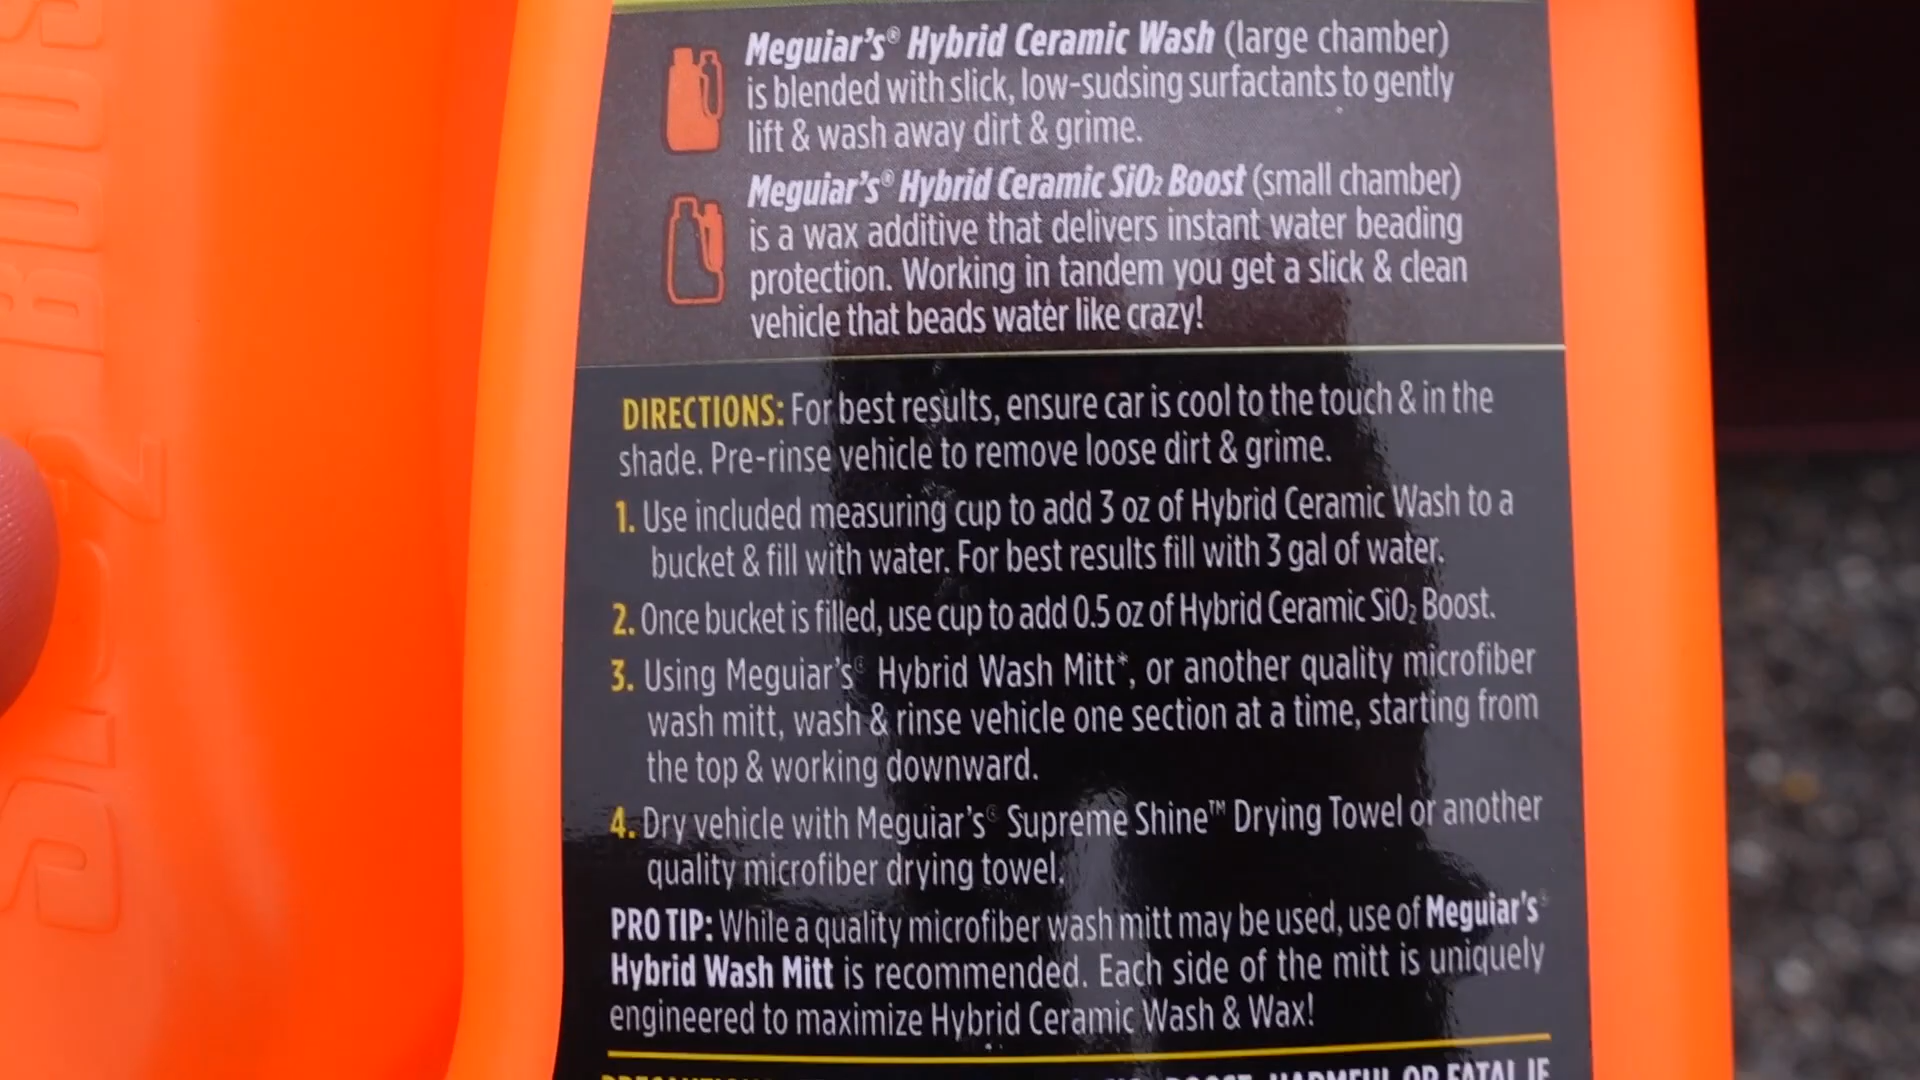 Meguiar's® Hybrid Ceramic Wash (large chamber)
is blended with slick, low-sudsing surfactants to gently
lift & wash away dirt & grime.
Meguiar's® Hybrid Ceramic SiO₂ Boost (small chamber)
is a wax additive that delivers instant water beading
protection. Working in tandem you get a slick & clean
vehicle that beads water like crazy!
DIRECTIONS: For best results, ensure car is cool to the touch & in the
shade. Pre-rinse vehicle to remove loose dirt & grime.
1. Use included measuring cup to add 3 oz of Hybrid Ceramic Wash to a
bucket & fill with water. For best results fill with 3 gal of water.
2. Once bucket is filled, use cup to add 0.5 oz of Hybrid Ceramic SiO₂ Boost.
3. Using Meguiar's® Hybrid Wash Mitt*, or another quality microfiber
wash mitt, wash & rinse vehicle one section at a time, starting from
the top & working downward.
4. Dry vehicle with Meguiar's® Supreme Shine™ Drying Towel or another
quality microfiber drying towel.
PRO TIP: While a quality microfiber wash mitt may be used, use of Meguiar's®
Hybrid Wash Mitt is recommended. Each side of the mitt is uniquely
engineered to maximize Hybrid Ceramic Wash & Wax!
BOOST. HARMFUL OR FATAL IF
SiO2 BOOS